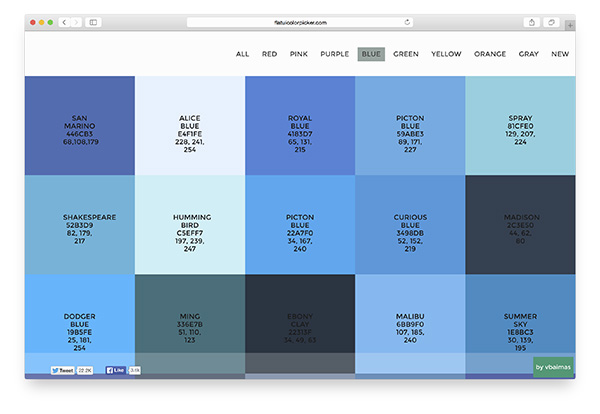 flatuicolorpicker.com
ALL RED PINK PURPLE BLUE GREEN YELLOW ORANGE GRAY NEW
SAN
MARINO
446CB3
68,108,179
ALICE
BLUE
E4F1FE
228, 241,
254
ROYAL
BLUE
4183D7
65, 131,
215
PICTON
BLUE
59ABE3
89, 171,
227
SPRAY
81CFE0
129, 207,
224
SHAKESPEARE
52B3D9
82, 179,
217
HUMMING
BIRD
C5EFF7
197, 239,
247
PICTON
BLUE
22A7F0
34, 167,
240
CURIOUS
BLUE
3498DB
52, 152,
219
MADISON
2C3E50
44, 62,
80
DODGER
BLUE
19B5FE
25, 181,
254
MING
336E7B
51, 110,
123
EBONY
CLAY
22313F
34, 49, 63
MALIBU
6BB9F0
107, 185,
240
SUMMER
SKY
1E8BC3
30, 139,
195
Tweet 22.2K Like 3.1k
by vbalmas